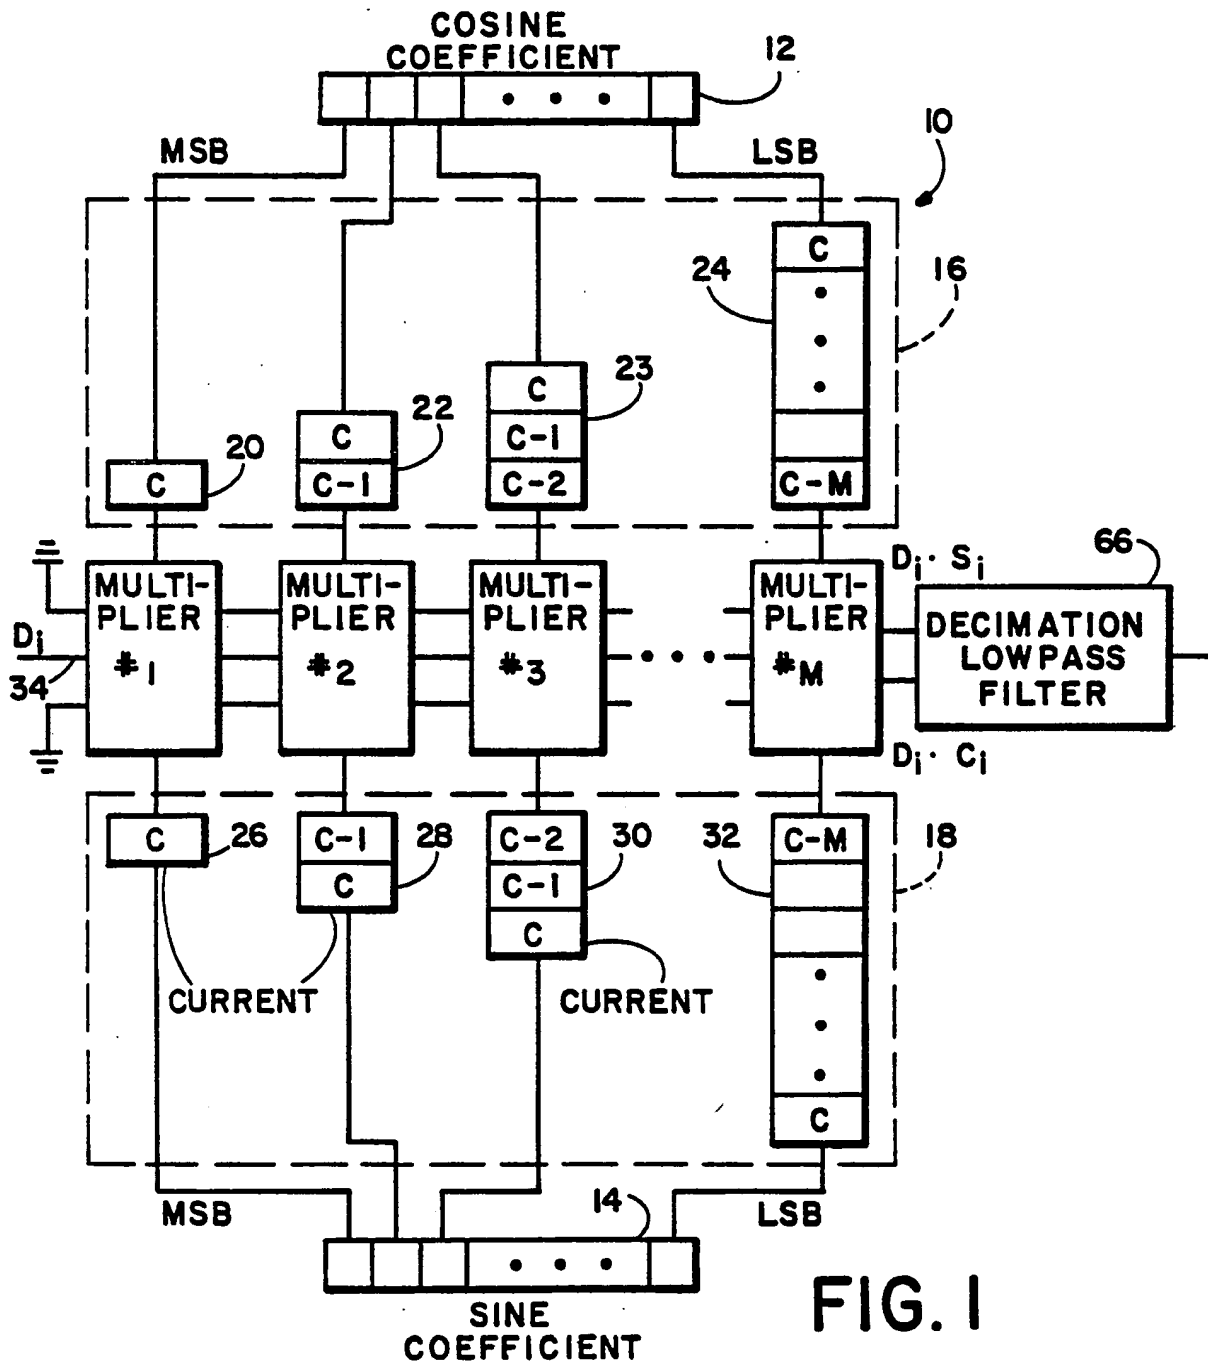 COSINE
COEFFICIENT
12
MSB
LSB
10
C
24
16
C
23
C
22
C-1
20
C
C-1
C-2
C-M
66
MULTI-
PLIER
#1
MULTI-
PLIER
#2
MULTI-
PLIER
#3
MULTI-
PLIER
#M
Di · Si
Di
34
DECIMATION
LOWPASS
FILTER
Di · Ci
C
26
C-1
28
C
C-2
30
C-1
C
32
C-M
18
CURRENT
CURRENT
C
MSB
14
LSB
SINE
COEFFICIENT
FIG. 1